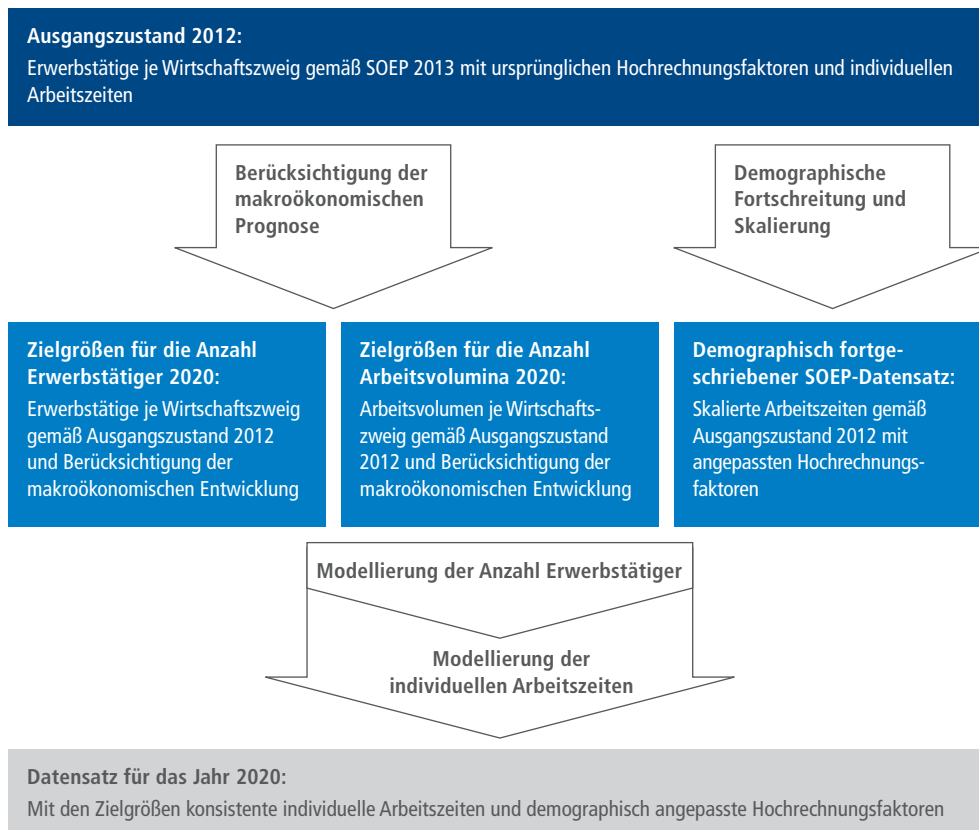 Ausgangszustand 2012:
Erwerbstätige je Wirtschaftszweig gemäß SOEP 2013 mit ursprünglichen Hochrechnungsfaktoren und individuellen
Arbeitszeiten
Berücksichtigung der
makroökonomischen
Prognose
Demographische
Fortschreitung und
Skalierung
Zielgrößen für die Anzahl
Erwerbstätiger 2020:
Erwerbstätige je Wirtschaftszweig
gemäß Ausgangszustand 2012
und Berücksichtigung der
makroökonomischen Entwicklung
Zielgrößen für die Anzahl
Arbeitsvolumina 2020:
Arbeitsvolumen je Wirtschafts-
zweig gemäß Ausgangszustand
2012 und Berücksichtigung der
makroökonomischen Entwicklung
Demographisch fortge-
schriebener SOEP-Datensatz:
Skalierte Arbeitszeiten gemäß
Ausgangszustand 2012 mit
angepassten Hochrechnungs-
faktoren
Modellierung der Anzahl Erwerbstätiger
Modellierung der
individuellen Arbeitszeiten
Datensatz für das Jahr 2020:
Mit den Zielgrößen konsistente individuelle Arbeitszeiten und demographisch angepasste Hochrechnungsfaktoren